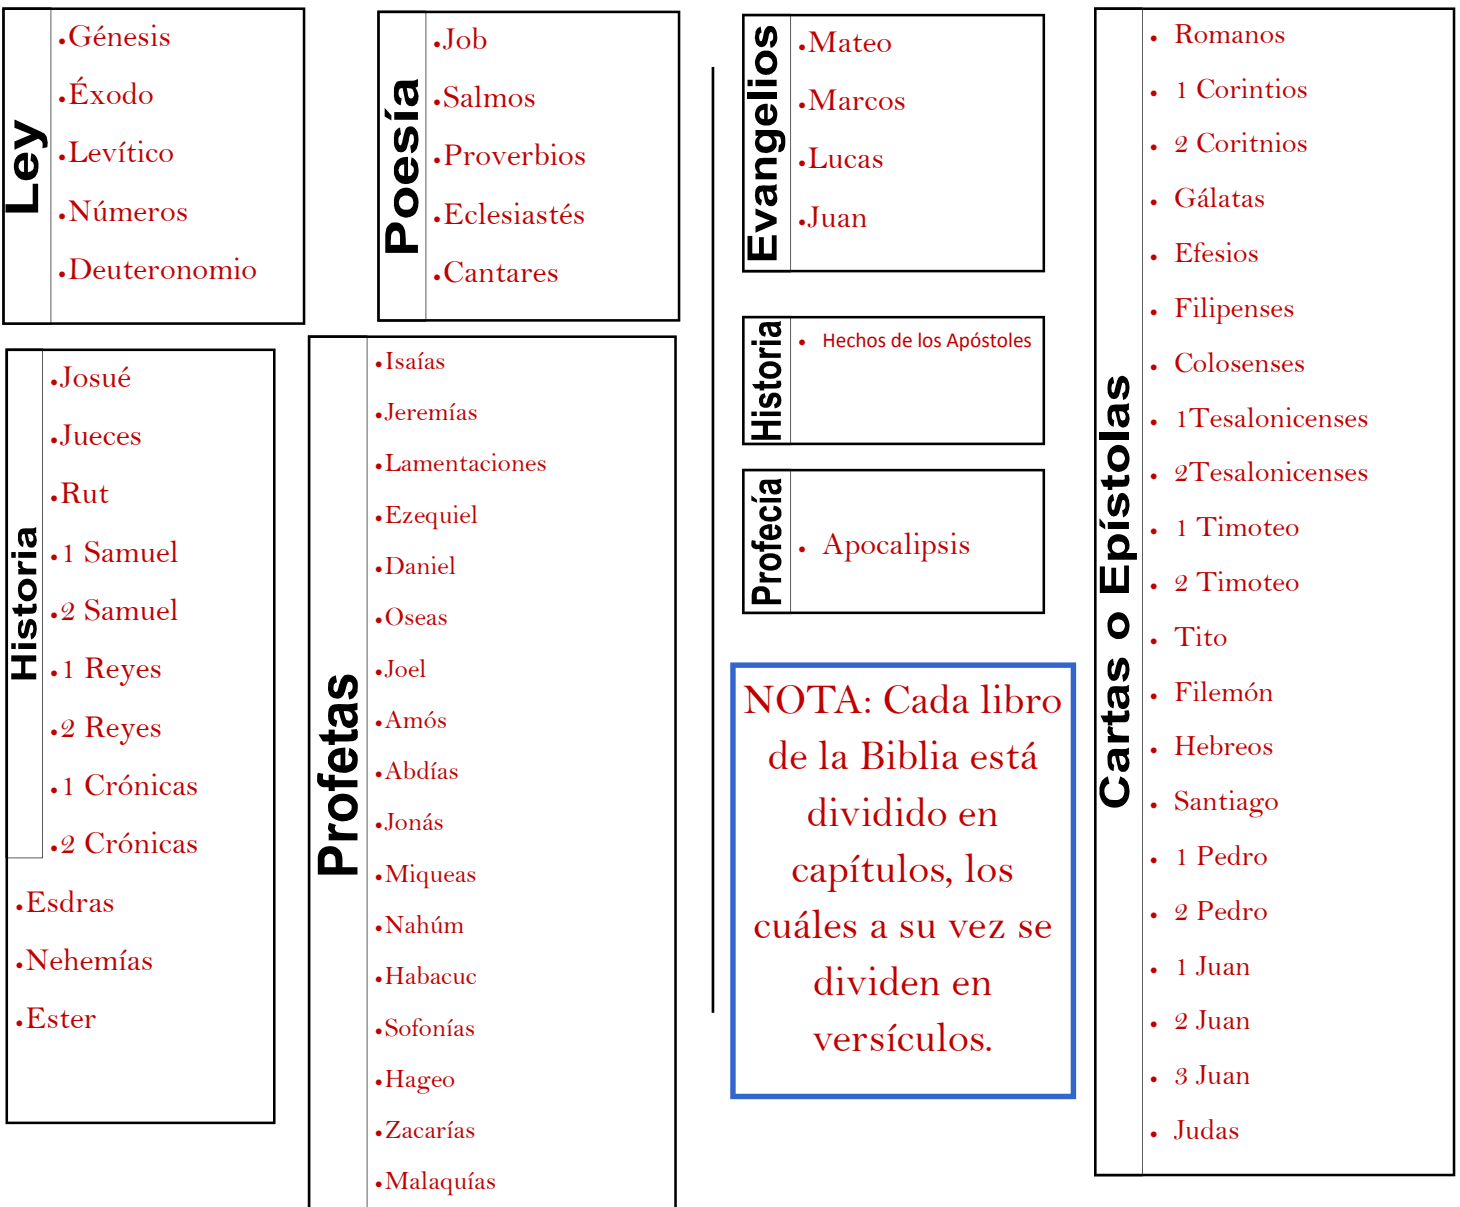 Ley
•Génesis
•Éxodo
•Levítico
•Números
•Deuteronomio
Historia
•Josué
•Jueces
•Rut
•1 Samuel
•2 Samuel
•1 Reyes
•2 Reyes
•1 Crónicas
•2 Crónicas
•Esdras
•Nehemías
•Ester
Poesía
•Job
•Salmos
•Proverbios
•Eclesiastés
•Cantares
Profetas
•Isaías
•Jeremías
•Lamentaciones
•Ezequiel
•Daniel
•Oseas
•Joel
•Amós
•Abdías
•Jonás
•Miqueas
•Nahúm
•Habacuc
•Sofonías
•Hageo
•Zacarías
•Malaquías
Evangelios
•Mateo
•Marcos
•Lucas
•Juan
Historia
• Hechos de los Apóstoles
Profecía
• Apocalipsis
NOTA: Cada libro
de la Biblia está
dividido en
capítulos, los
cuáles a su vez se
dividen en
versículos.
Cartas o Epístolas
• Romanos
• 1 Corintios
• 2 Coritnios
• Gálatas
• Efesios
• Filipenses
• Colosenses
• 1Tesalonicenses
• 2Tesalonicenses
• 1 Timoteo
• 2 Timoteo
• Tito
• Filemón
• Hebreos
• Santiago
• 1 Pedro
• 2 Pedro
• 1 Juan
• 2 Juan
• 3 Juan
• Judas